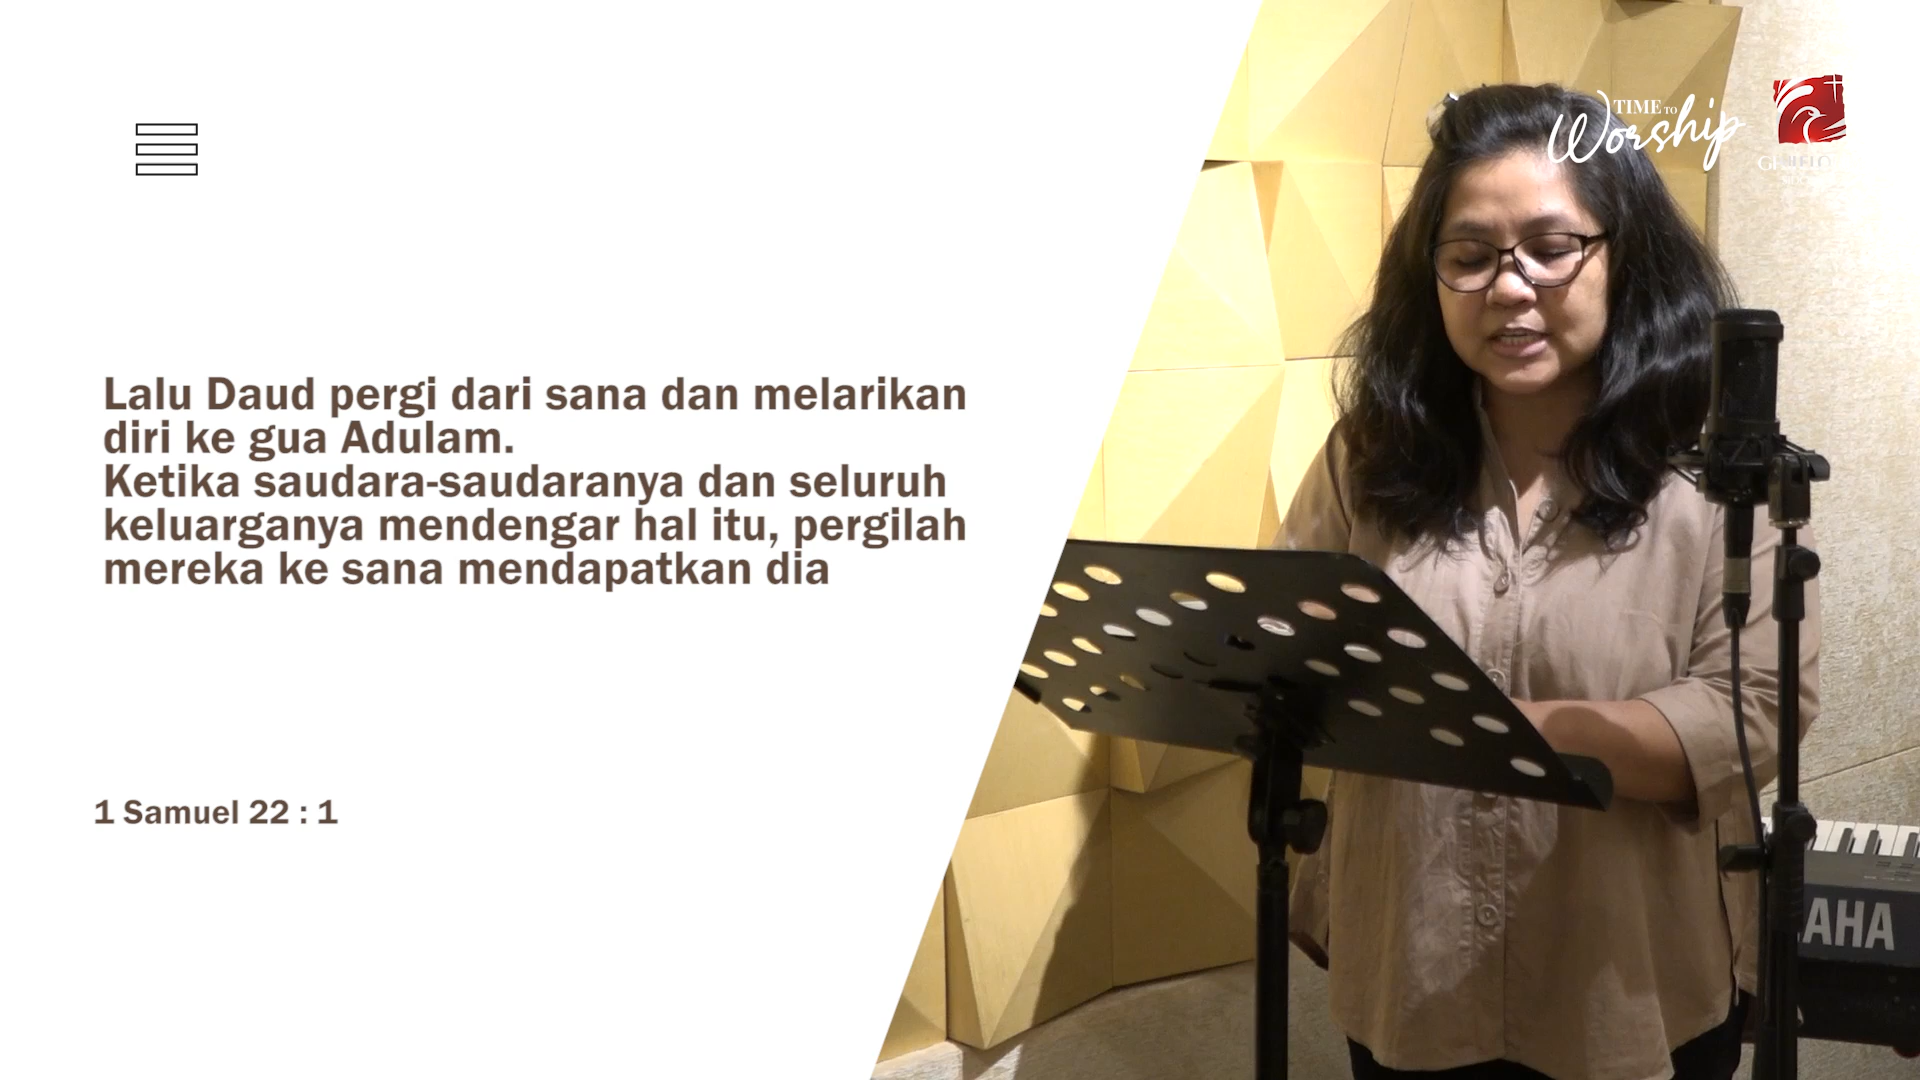 TIME TO
Worship
Lalu Daud pergi dari sana dan melarikan
diri ke gua Adulam.
Ketika saudara-saudaranya dan seluruh
keluarganya mendengar hal itu, pergilah
mereka ke sana mendapatkan dia
1 Samuel 22 : 1
AHA